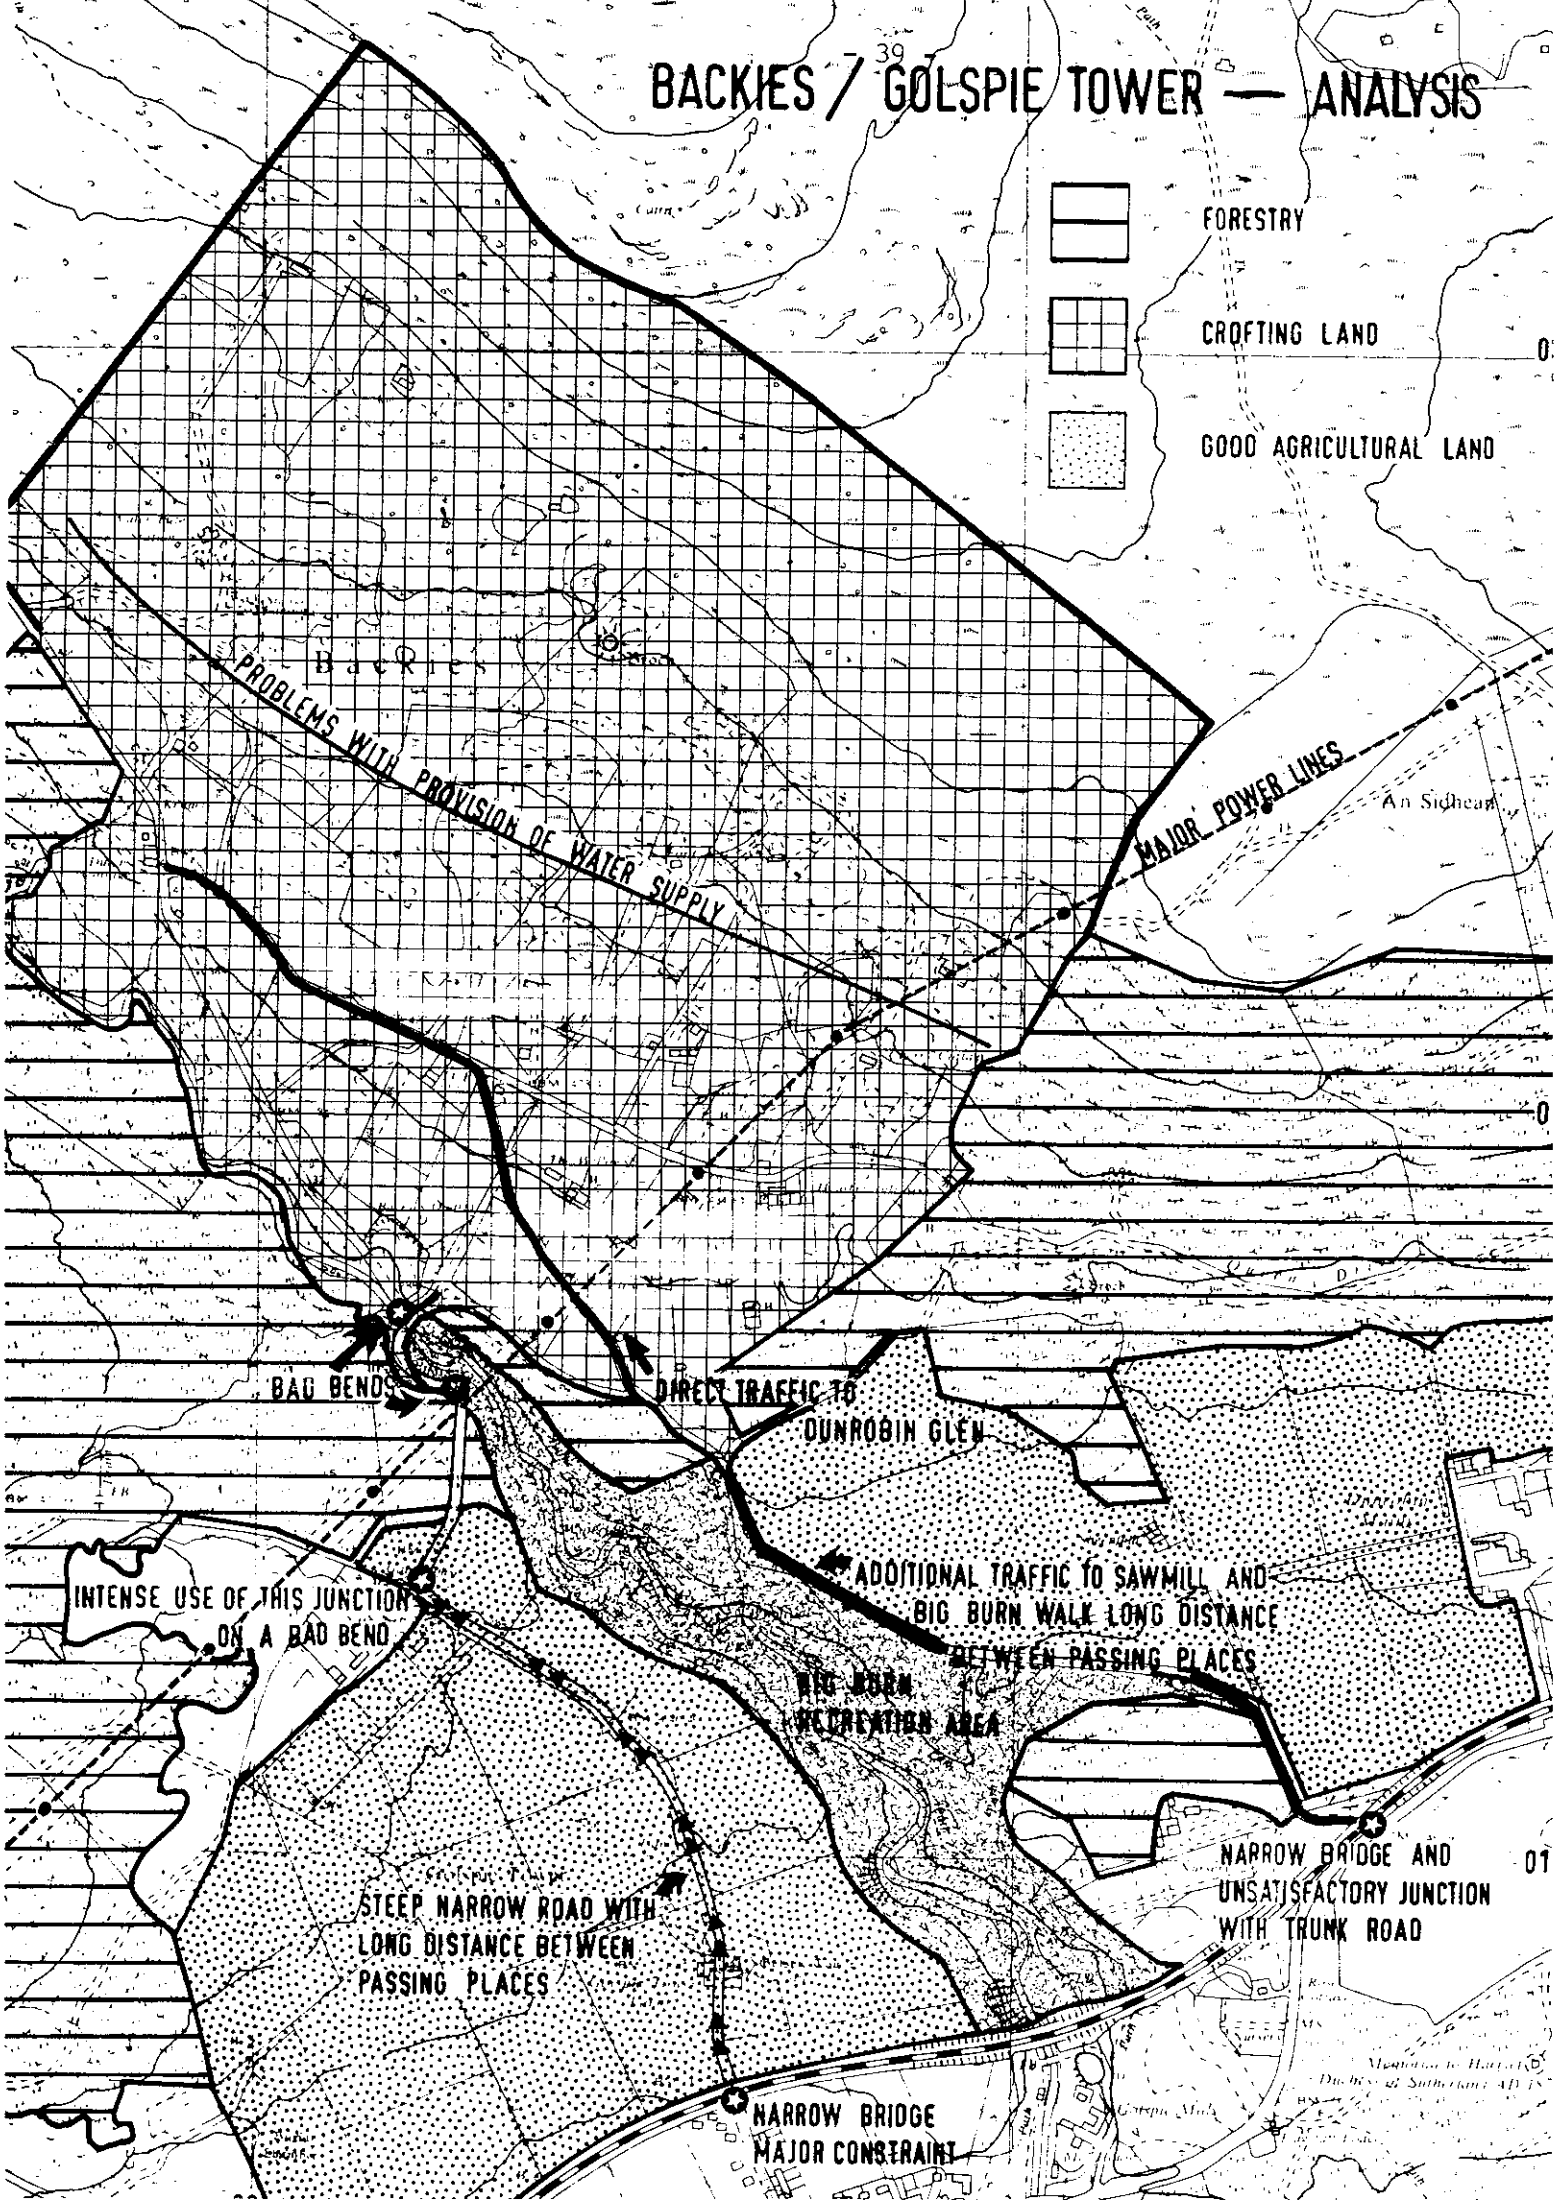 - 39 -
BACKIES / GOLSPIE TOWER — ANALYSIS
Path
FORESTRY
Cairn
CROFTING LAND
GOOD AGRICULTURAL LAND
Backies
PROBLEMS WITH PROVISION OF WATER SUPPLY
MAJOR POWER LINES
An Sidhean
BAD BENDS
DIRECT TRAFFIC TO
DUNROBIN GLEN
INTENSE USE OF THIS JUNCTION
ON A BAD BEND
ADDITIONAL TRAFFIC TO SAWMILL AND
BIG BURN WALK LONG DISTANCE
BETWEEN PASSING PLACES
BIG BURN
RECREATION AREA
STEEP NARROW ROAD WITH
LONG DISTANCE BETWEEN
PASSING PLACES
NARROW BRIDGE AND
UNSATISFACTORY JUNCTION
WITH TRUNK ROAD
01
NARROW BRIDGE
MAJOR CONSTRAINT